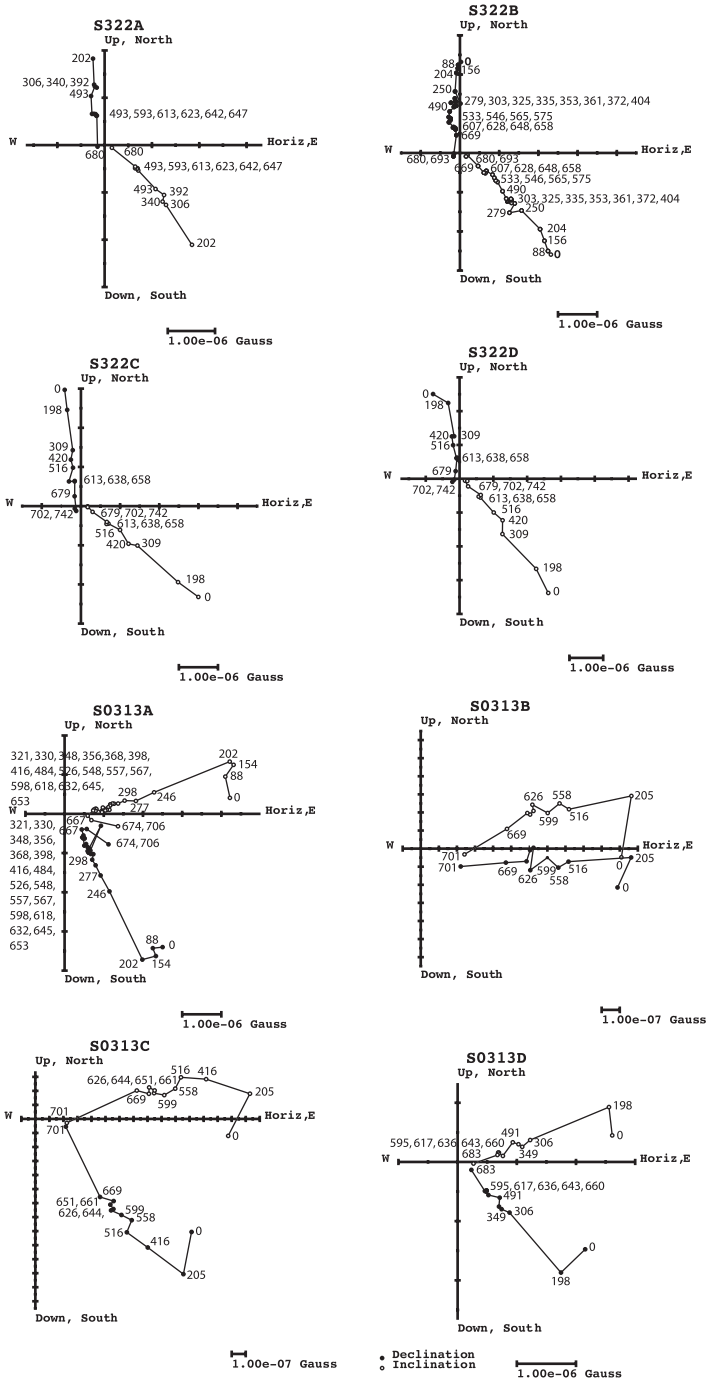 S322A
Up, North
202
306, 340, 392
493
493, 593, 613, 623, 642, 647
W
Horiz,E
680
680
493, 593, 613, 623, 642, 647
493
392
340
306
202
Down, South
1.00e-06 Gauss
S322B
Up, North
0
88
156
204
250
279, 303, 325, 335, 353, 361, 372, 404
490
533, 546, 565, 575
607, 628, 648, 658
669
W
Horiz,E
680, 693
680, 693
669
607, 628, 648, 658
533, 546, 565, 575
490
303, 325, 335, 353, 361, 372, 404
279
250
204
156
88
0
Down, South
1.00e-06 Gauss
S322C
Up, North
0
198
309
420
516
613, 638, 658
679
W
Horiz,E
702, 742
679, 702, 742
613, 638, 658
516
420
309
198
0
Down, South
1.00e-06 Gauss
S322D
Up, North
0
198
420
309
516
613, 638, 658
679
W
Horiz,E
702, 742
679, 702, 742
613, 638, 658
516
420
309
198
0
Down, South
1.00e-06 Gauss
S0313A
Up, North
202
154
88
0
321, 330, 348, 356,368, 398,
416, 484, 526, 548, 557, 567,
598, 618, 632, 645,
653
298
246
277
W
Horiz,E
667
674, 706
667
674, 706
321, 330,
348, 356,
368, 398,
416, 484,
526, 548,
557, 567,
598, 618,
632, 645,
653
298
277
246
88
0
202
154
Down, South
1.00e-06 Gauss
S0313B
Up, North
205
626
558
599
516
669
W
Horiz,E
701
701
669
626
599
558
516
0
205
0
Down, South
1.00e-07 Gauss
S0313C
Up, North
516
416
626, 644, 651, 661
205
669
558
599
701
W
Horiz,E
701
0
669
651, 661
626, 644,
599
558
516
0
416
205
Down, South
1.00e-07 Gauss
S0313D
Up, North
198
491
0
595, 617, 636, 643, 660
306
349
683
W
Horiz,E
683
595, 617, 636, 643, 660
491
349
306
0
198
Down, South
Declination
Inclination
1.00e-06 Gauss